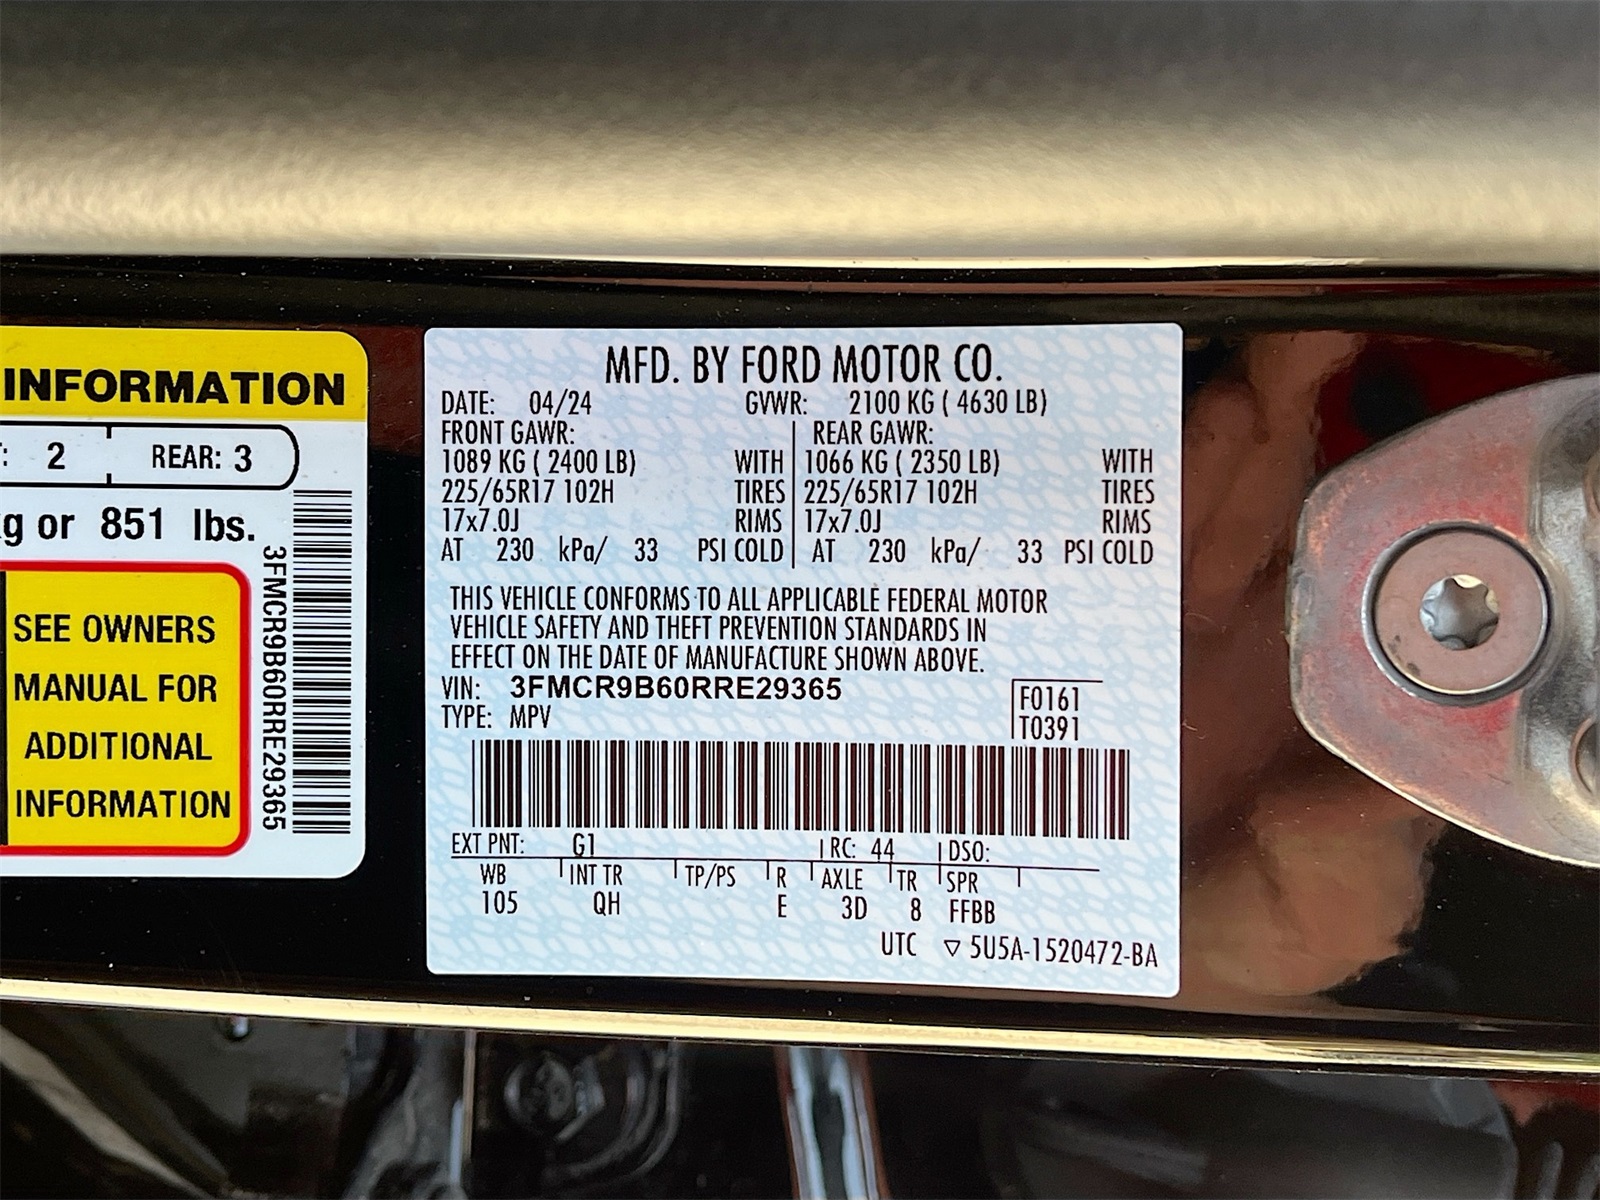 INFORMATION
: 2 REAR: 3
g or 851 lbs.
SEE OWNERS
MANUAL FOR
ADDITIONAL
INFORMATION
3FMCR9B60RRE29365
MFD. BY FORD MOTOR CO.
DATE: 04/24 GVWR: 2100 KG ( 4630 LB)
FRONT GAWR: REAR GAWR:
1089 KG ( 2400 LB) WITH 1066 KG ( 2350 LB) WITH
225/65R17 102H TIRES 225/65R17 102H TIRES
17x7.0J RIMS 17x7.0J RIMS
AT 230 kPa/ 33 PSI COLD AT 230 kPa/ 33 PSI COLD
THIS VEHICLE CONFORMS TO ALL APPLICABLE FEDERAL MOTOR
VEHICLE SAFETY AND THEFT PREVENTION STANDARDS IN
EFFECT ON THE DATE OF MANUFACTURE SHOWN ABOVE.
VIN: 3FMCR9B60RRE29365 F0161
TYPE: MPV T0391
EXT PNT: G1 RC: 44 DSO:
WB INT TR TP/PS R AXLE TR SPR
105 QH E 3D 8 FFBB
UTC ▽ 5U5A-1520472-BA